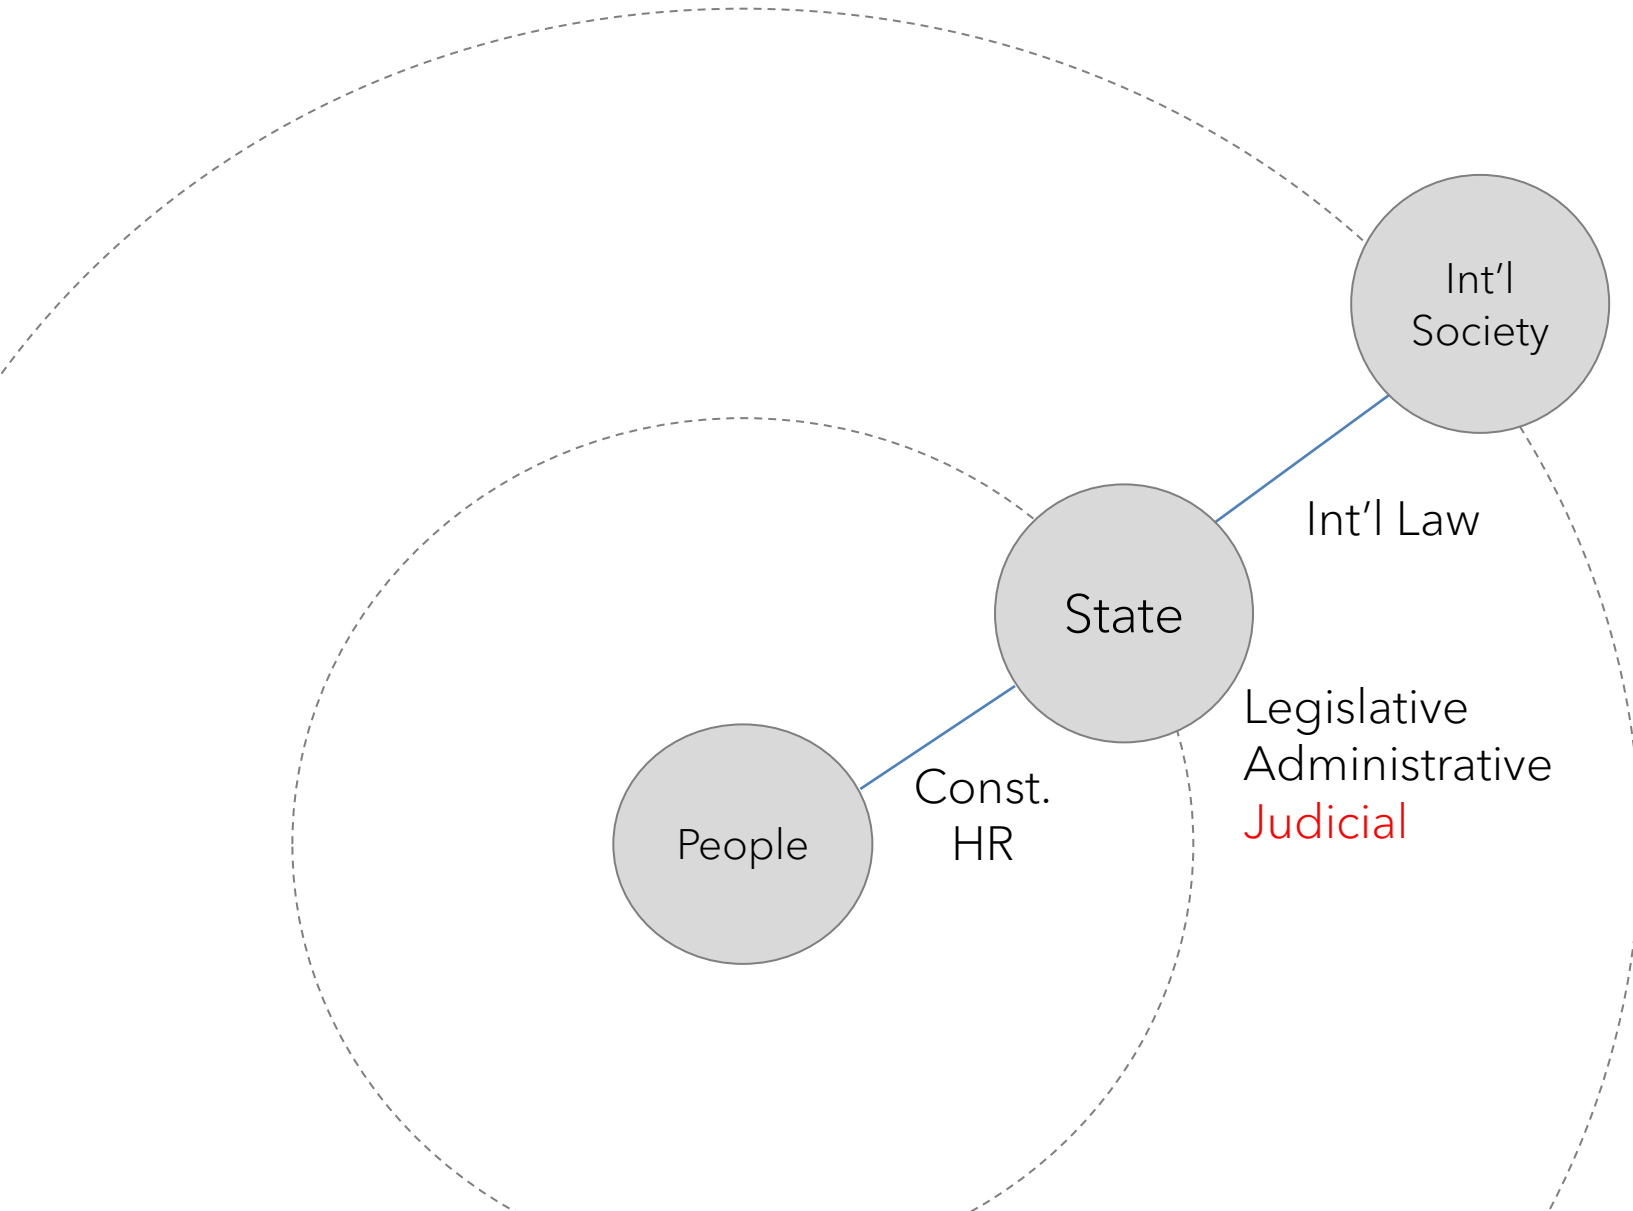 Int’l
Society
Int’l Law
State
Legislative
Administrative
Judicial
Const.
HR
People